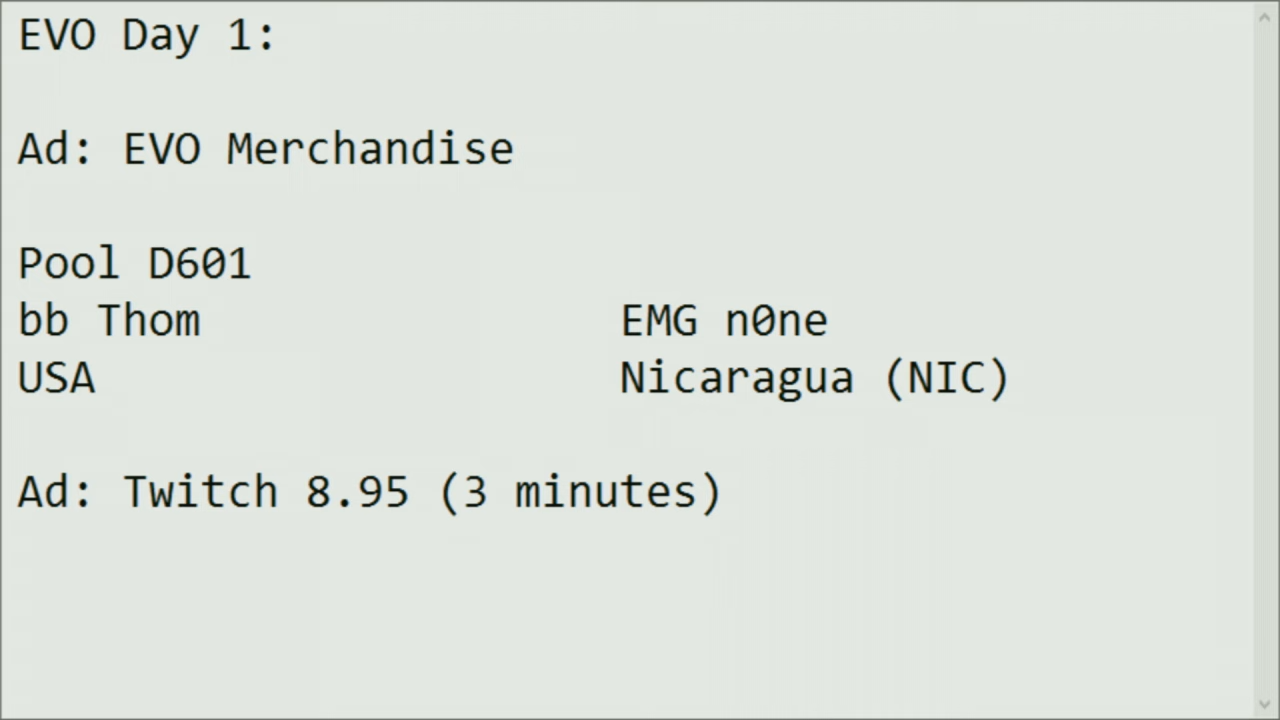 EVO Day 1:
Ad: EVO Merchandise
Pool D601
bb Thom EMG n0ne
USA Nicaragua (NIC)
Ad: Twitch 8.95 (3 minutes)